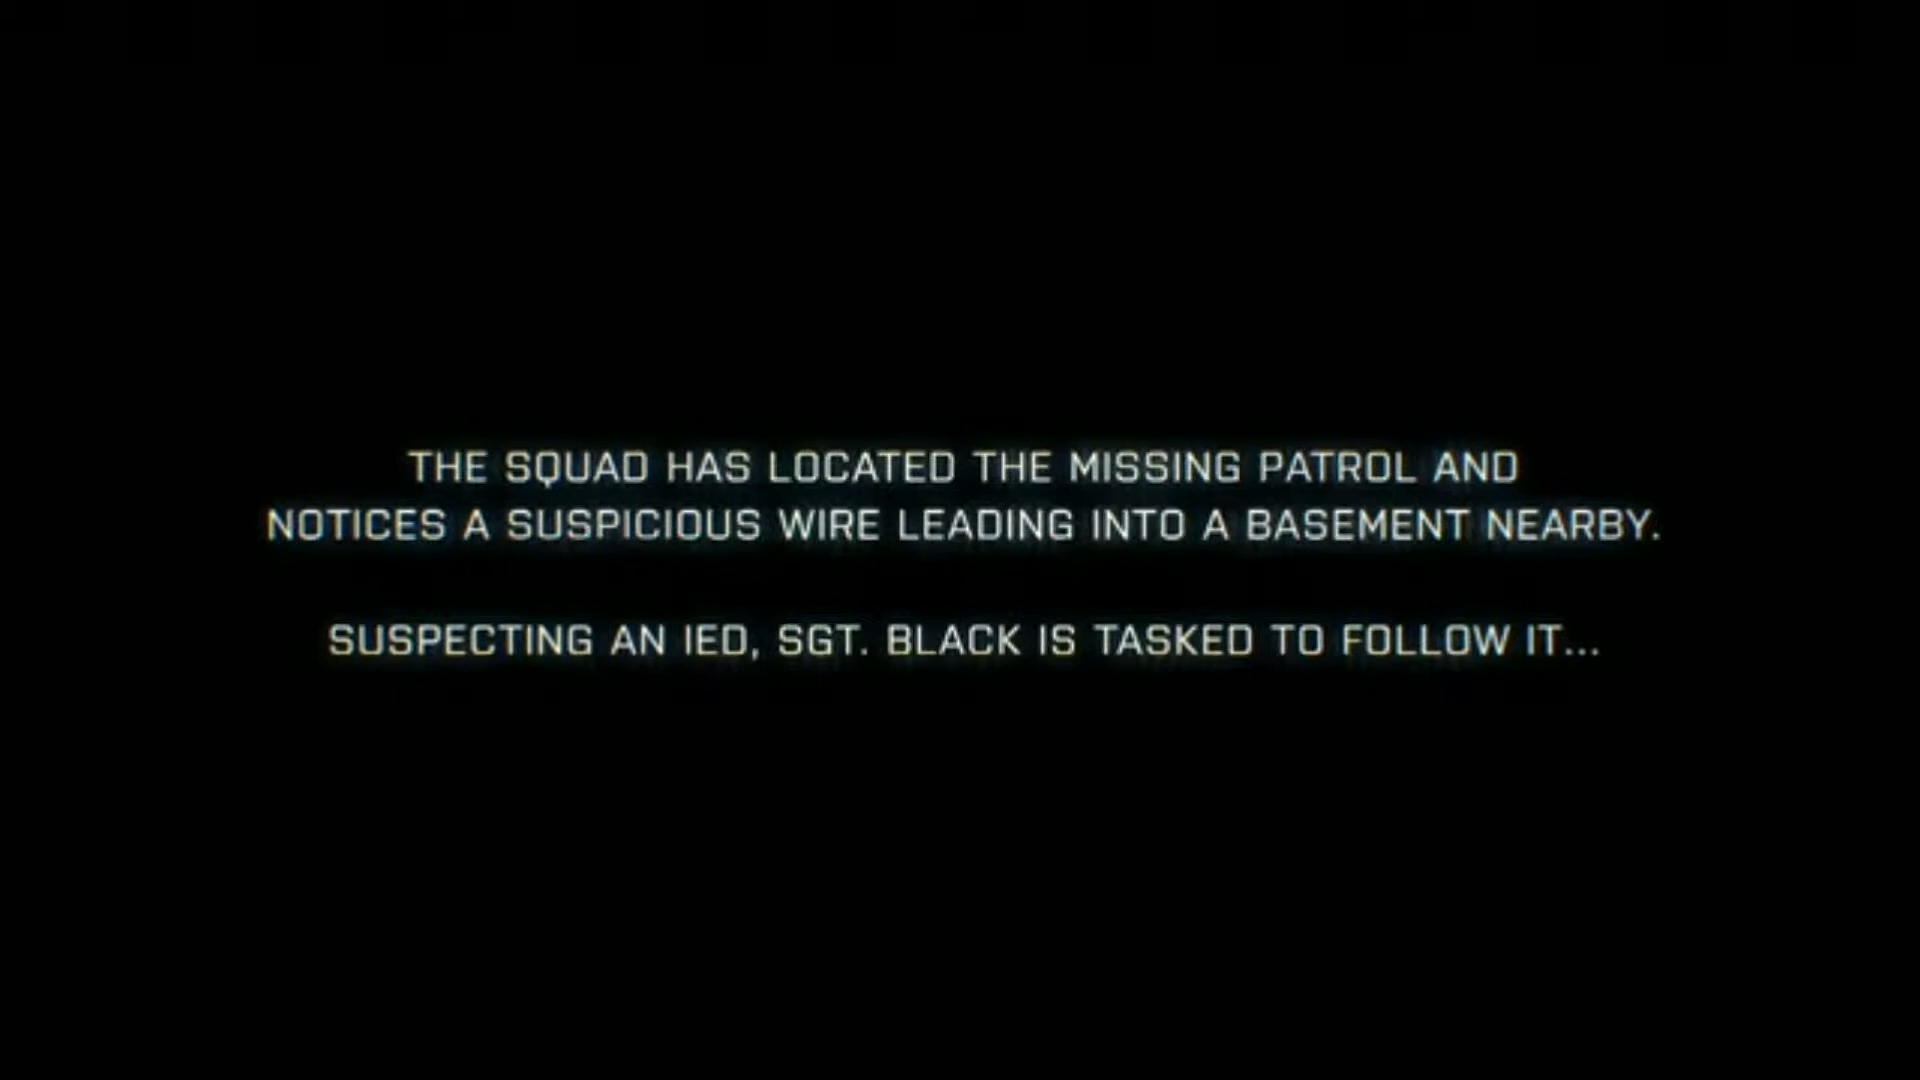 THE SQUAD HAS LOCATED THE MISSING PATROL AND
NOTICES A SUSPICIOUS WIRE LEADING INTO A BASEMENT NEARBY.
SUSPECTING AN IED, SGT. BLACK IS TASKED TO FOLLOW IT...